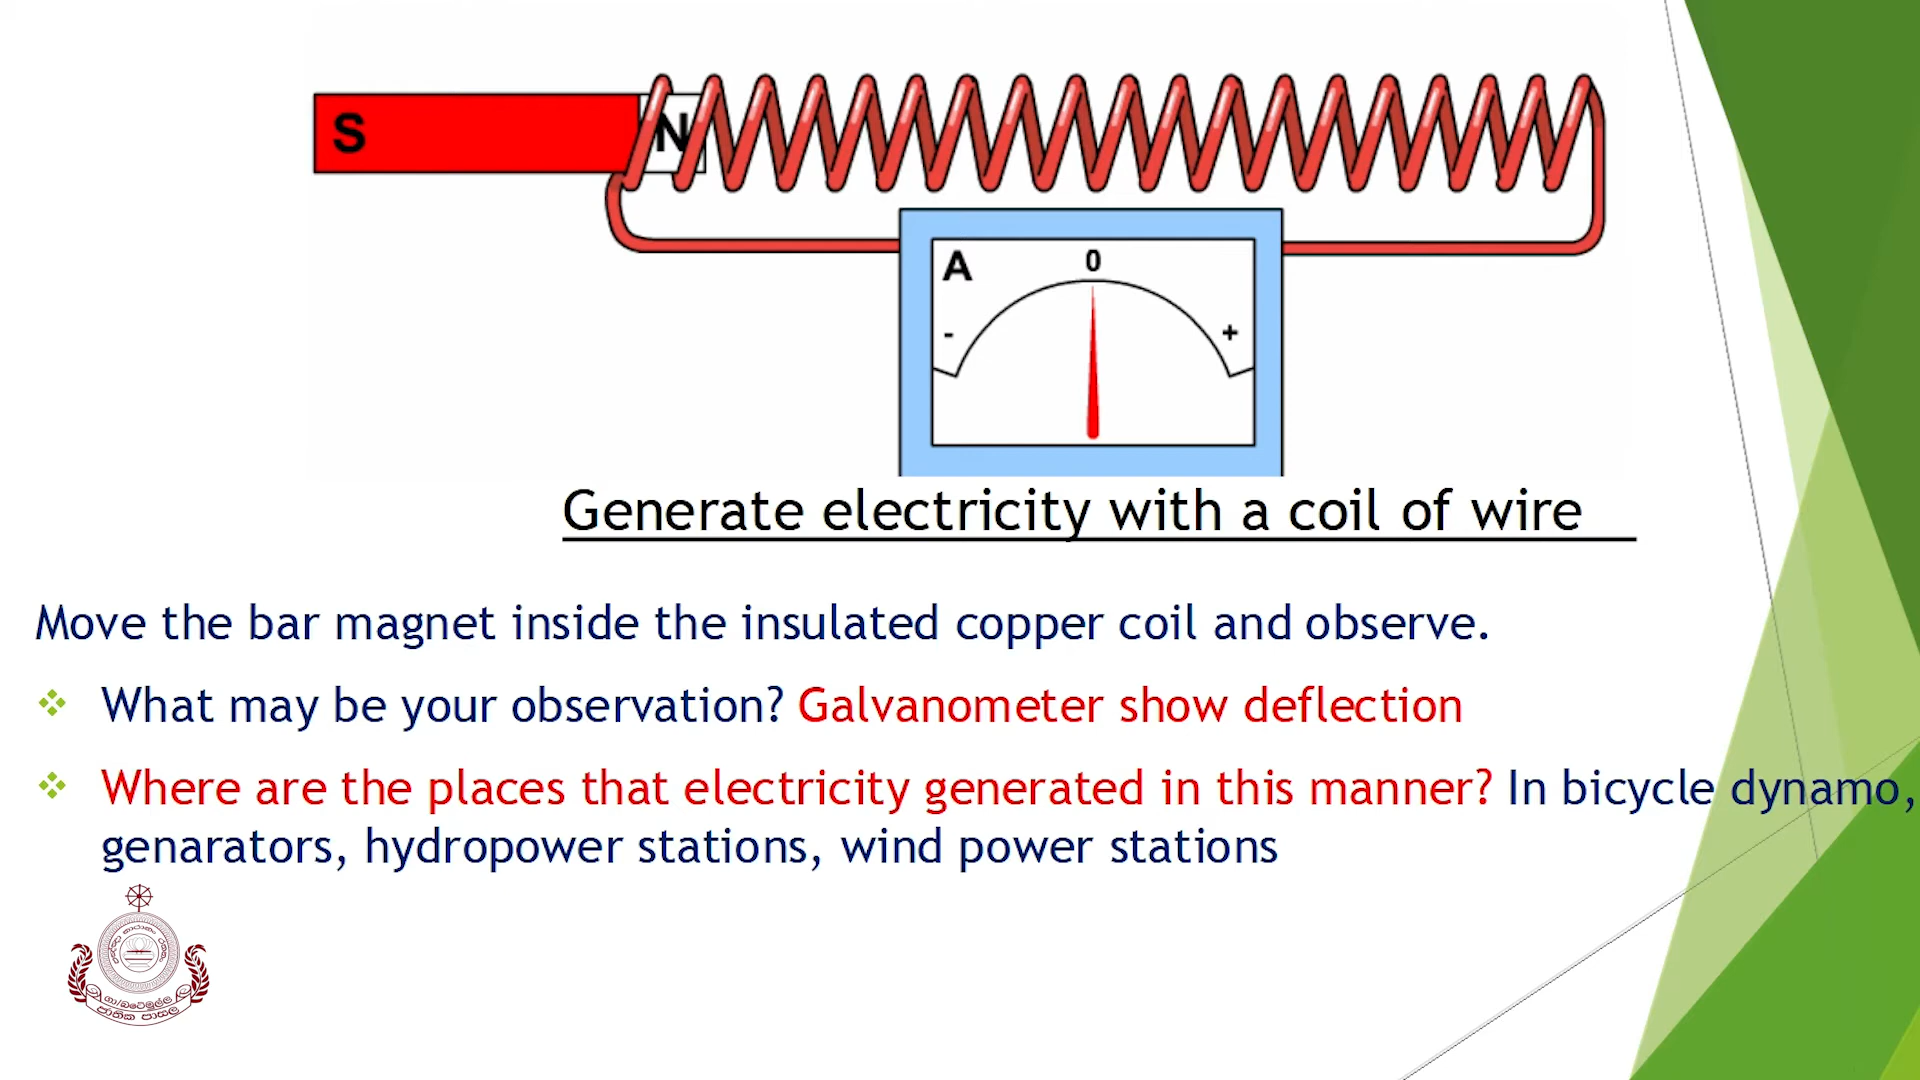 S
N
A
0
-
+
Generate electricity with a coil of wire
Move the bar magnet inside the insulated copper coil and observe.
What may be your observation? Galvanometer show deflection
Where are the places that electricity generated in this manner? In bicycle dynamo,
genarators, hydropower stations, wind power stations
ජාතික පාසල